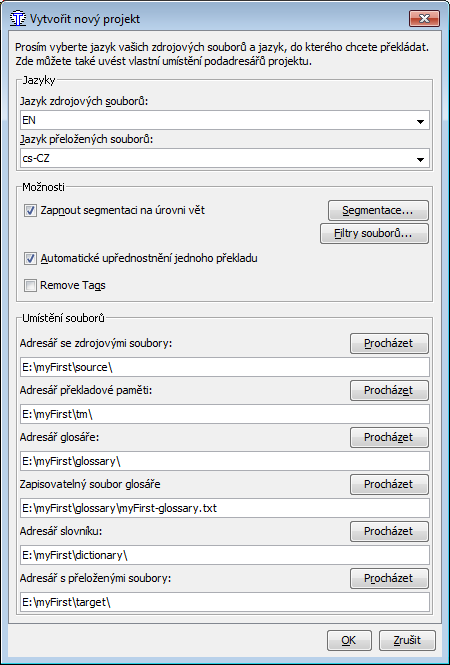 Vytvořit nový projekt
Prosím vyberte jazyk vašich zdrojových souborů a jazyk, do kterého chcete překládat.
Zde můžete také uvést vlastní umístění podadresářů projektu.
Jazyky
Jazyk zdrojových souborů:
EN
Jazyk přeložených souborů:
cs-CZ
Možnosti
Zapnout segmentaci na úrovni vět
Segmentace...
Filtry souborů...
Automatické upřednostnění jednoho překladu
Remove Tags
Umístění souborů
Adresář se zdrojovými soubory:
Procházet
E:\myFirst\source\
Adresář překladové paměti:
Procházet
E:\myFirst\tm\
Adresář glosáře:
Procházet
E:\myFirst\glossary\
Zapisovatelný soubor glosáře
Procházet
E:\myFirst\glossary\myFirst-glossary.txt
Adresář slovníku:
Procházet
E:\myFirst\dictionary\
Adresář s přeloženými soubory:
Procházet
E:\myFirst\target\
OK
Zrušit